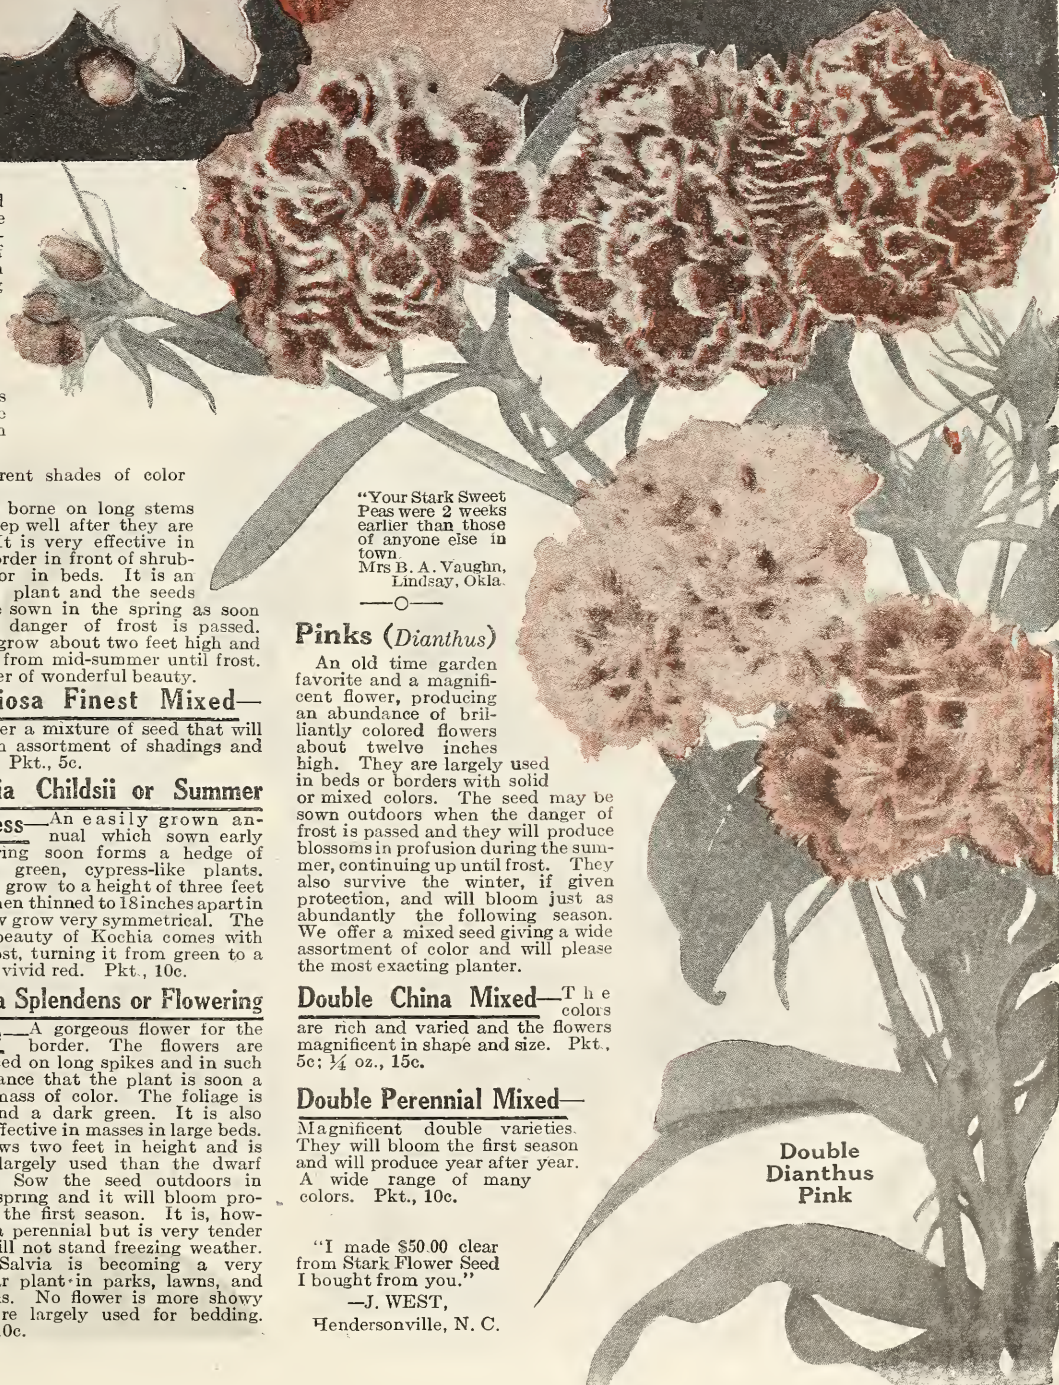 rent shades of color
borne on long stems
ep well after they are
It is very effective in
order in front of shrub-
or in beds. It is an
plant and the seeds
sown in the spring as soon
danger of frost is passed.
grow about two feet high and
from mid-summer until frost.
er of wonderful beauty.
iosa Finest Mixed—
er a mixture of seed that will
assortment of shadings and
Pkt., 5c.
ia Childsii or Summer
ess—An easily grown an-
nual which sown early
ring soon forms a hedge of
green, cypress-like plants.
grow to a height of three feet
hen thinned to 18 inches apart in
y grow very symmetrical. The
beauty of Kochia comes with
ost, turning it from green to a
vivid red. Pkt., 10c.
a Splendens or Flowering
—A gorgeous flower for the
border. The flowers are
ed on long spikes and in such
ance that the plant is soon a
mass of color. The foliage is
nd a dark green. It is also
ffective in masses in large beds.
ws two feet in height and is
largely used than the dwarf
Sow the seed outdoors in
spring and it will bloom pro-
the first season. It is, how-
a perennial but is very tender
ill not stand freezing weather.
Salvia is becoming a very
r plant in parks, lawns, and
s. No flower is more showy
re largely used for bedding.
0c.
"Your Stark Sweet
Peas were 2 weeks
earlier than those
of anyone else in
town.
Mrs B. A. Vaughn,
Lindsay, Okla.
Pinks (Dianthus)
An old time garden
favorite and a magnifi-
cent flower, producing
an abundance of bril-
liantly colored flowers
about twelve inches
high. They are largely used
in beds or borders with solid
or mixed colors. The seed may be
sown outdoors when the danger of
frost is passed and they will produce
blossoms in profusion during the sum-
mer, continuing up until frost. They
also survive the winter, if given
protection, and will bloom just as
abundantly the following season.
We offer a mixed seed giving a wide
assortment of color and will please
the most exacting planter.
Double China Mixed—The
colors
are rich and varied and the flowers
magnificent in shape and size. Pkt.,
5c; ¼ oz., 15c.
Double Perennial Mixed—
Magnificent double varieties.
They will bloom the first season
and will produce year after year.
A wide range of many
colors. Pkt., 10c.
"I made $50.00 clear
from Stark Flower Seed
I bought from you."
—J. WEST,
Hendersonville, N. C.
Double
Dianthus
Pink